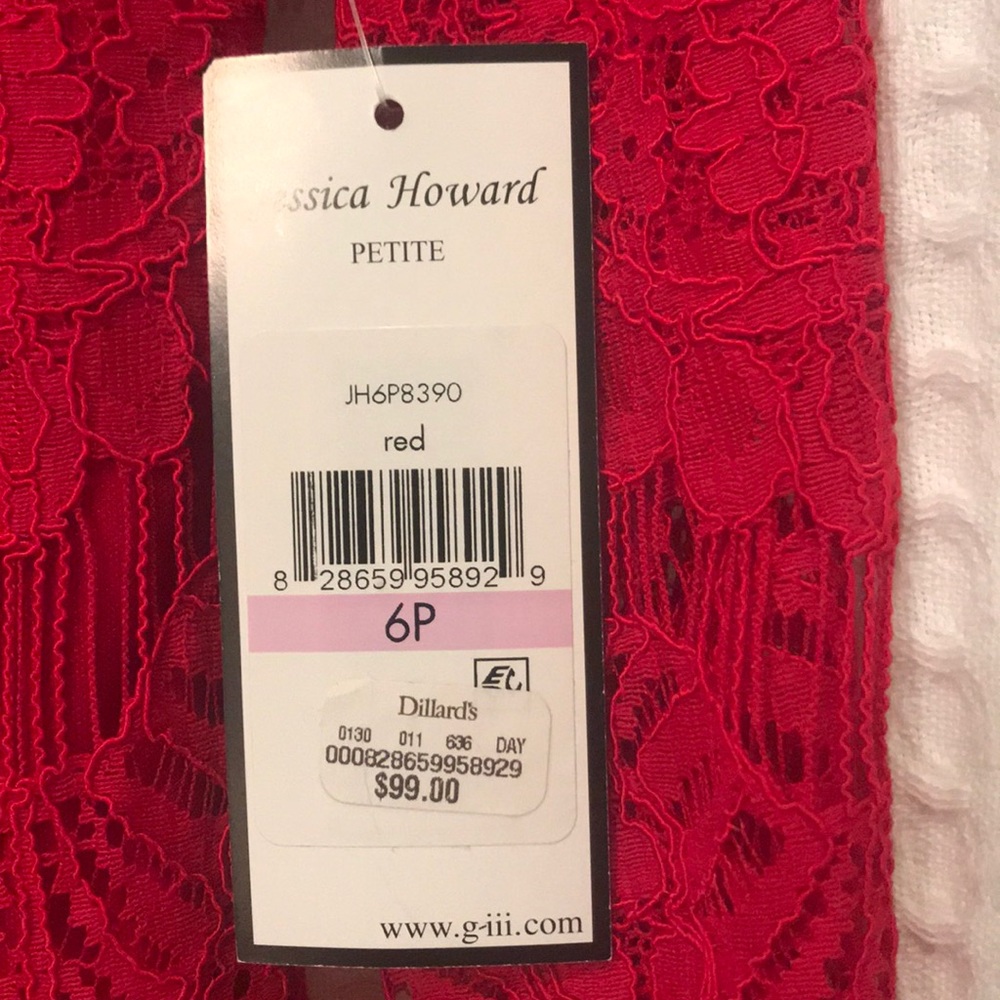 Howard
PETITE
JH6P8390
red
8 28659 95892 9
6P
Dillard's
0130 011 636 DAY
000828659958929
$99.00
www.g-iii.com